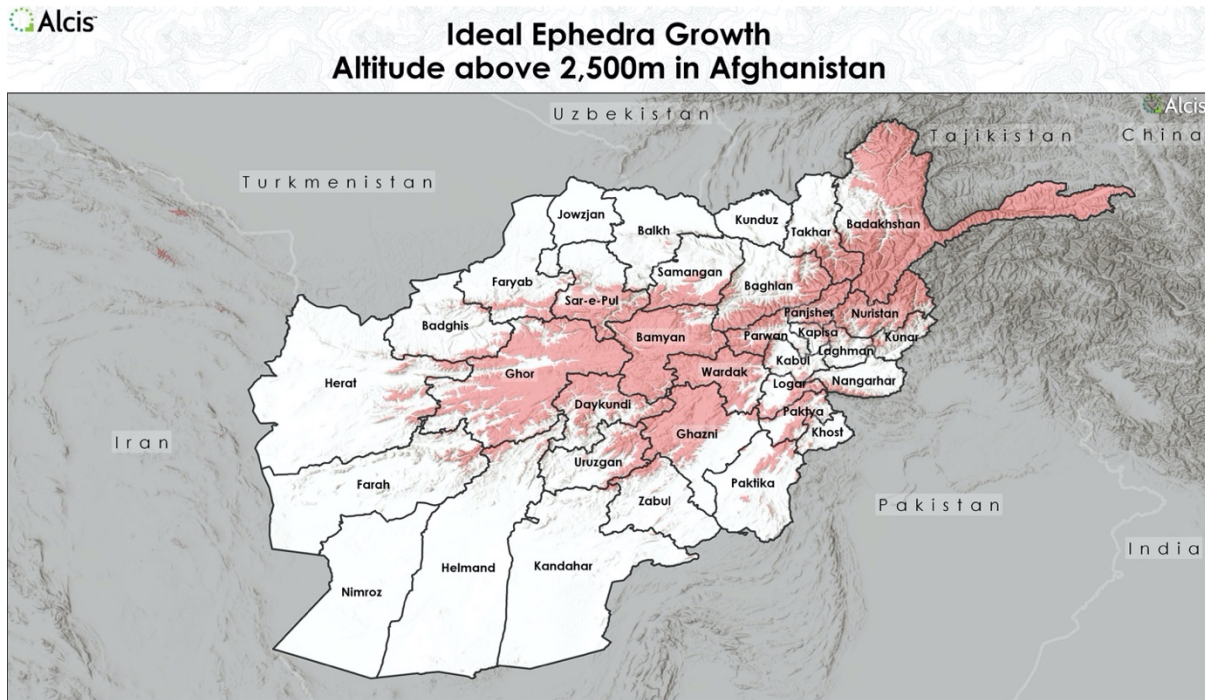 Alcis
Ideal Ephedra Growth
Altitude above 2,500m in Afghanistan
Alcis
Uzbekistan
Tajikistan
China
Turkmenistan
Jowzjan
Balkh
Kunduz
Takhar
Badakhshan
Faryab
Samangan
Baghlan
Sar-e-Pul
Badghis
Panjsher
Nuristan
Bamyan
Parwan
Kapisa
Kunar
Kabul
Laghman
Herat
Ghor
Wardak
Logar
Nangarhar
Daykundi
Paktya
Khost
Ghazni
Iran
Uruzgan
Farah
Zabul
Paktika
Pakistan
India
Nimroz
Helmand
Kandahar